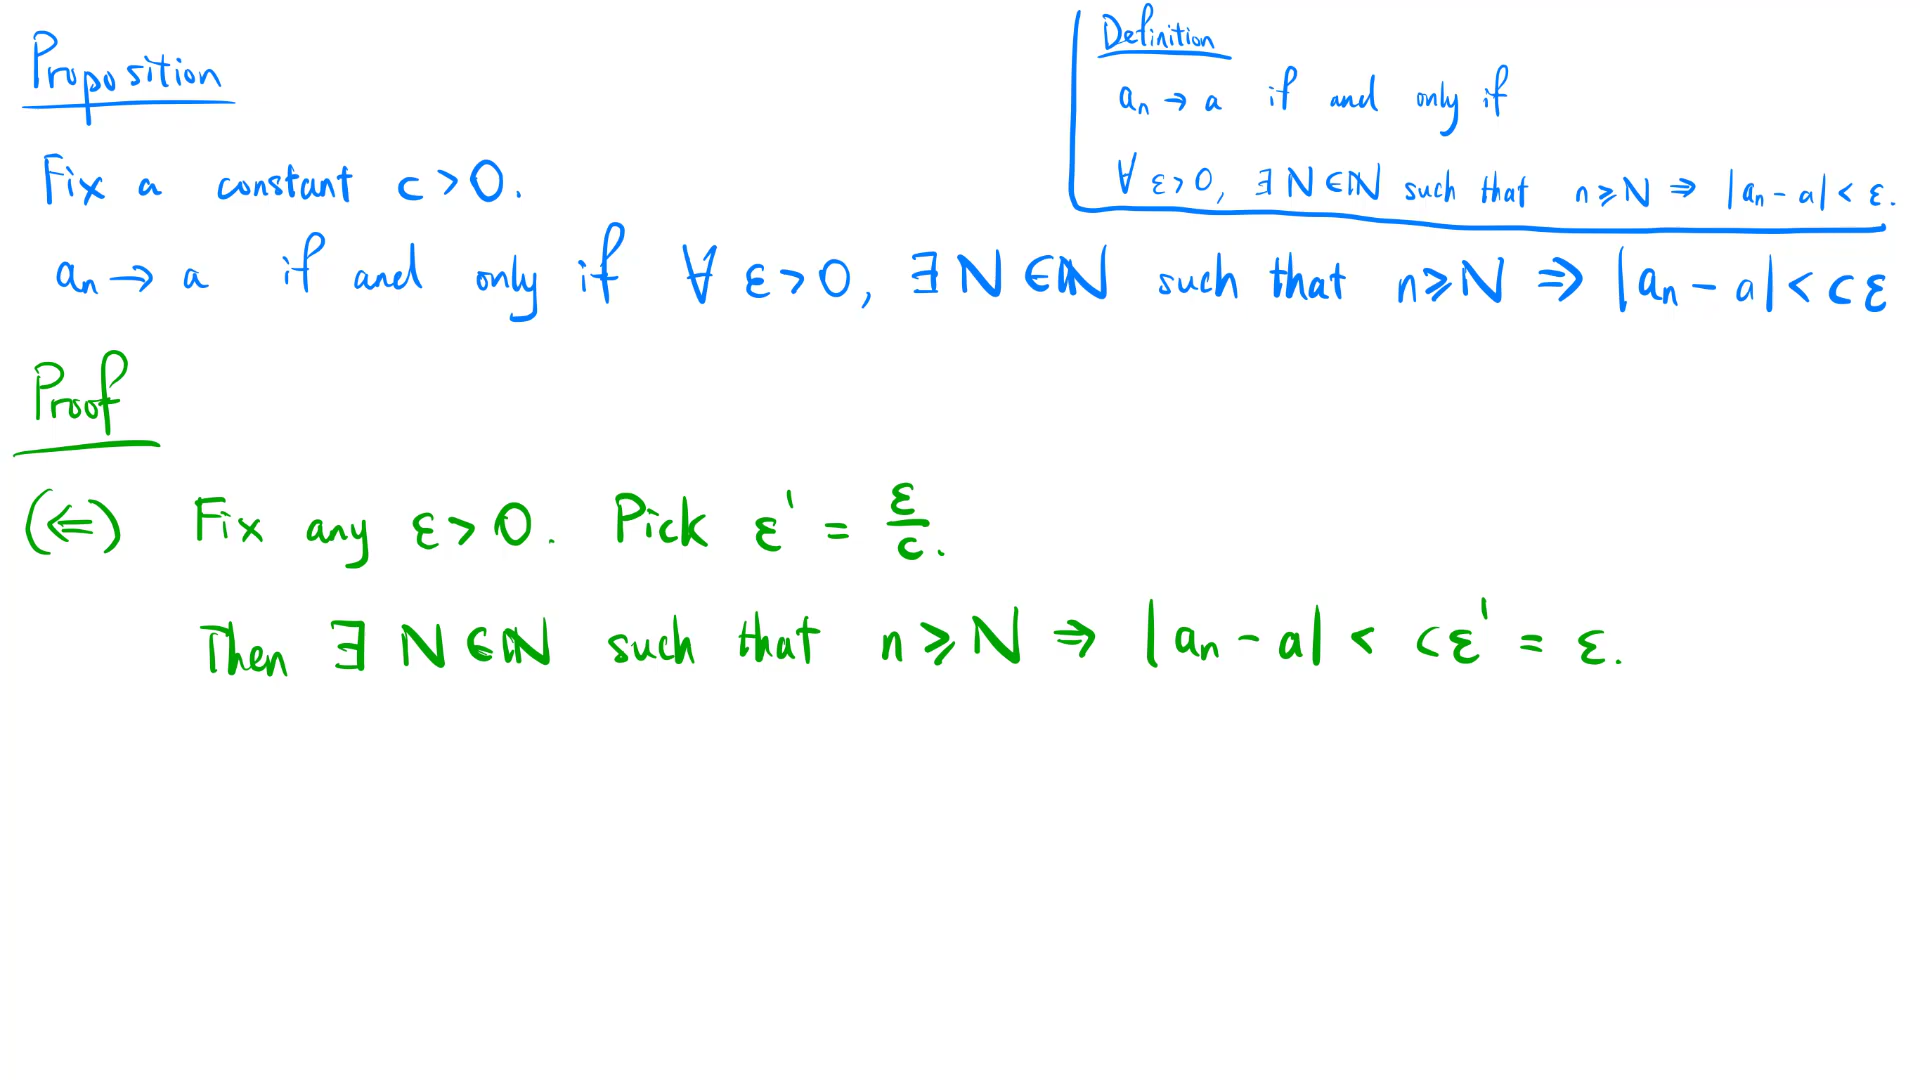 Proposition
Fix a constant c > 0.
Definition
aₙ → a if and only if
∀ ε > 0, ∃ N ∈ ℕ such that n ⩾ N ⇒ |aₙ - a| < ε.
aₙ → a if and only if ∀ ε > 0, ∃ N ∈ ℕ such that n ⩾ N ⇒ |aₙ - a| < cε
Proof
(⇐) Fix any ε > 0. Pick ε' = ε/c.
Then ∃ N ∈ ℕ such that n ⩾ N ⇒ |aₙ - a| < cε' = ε.